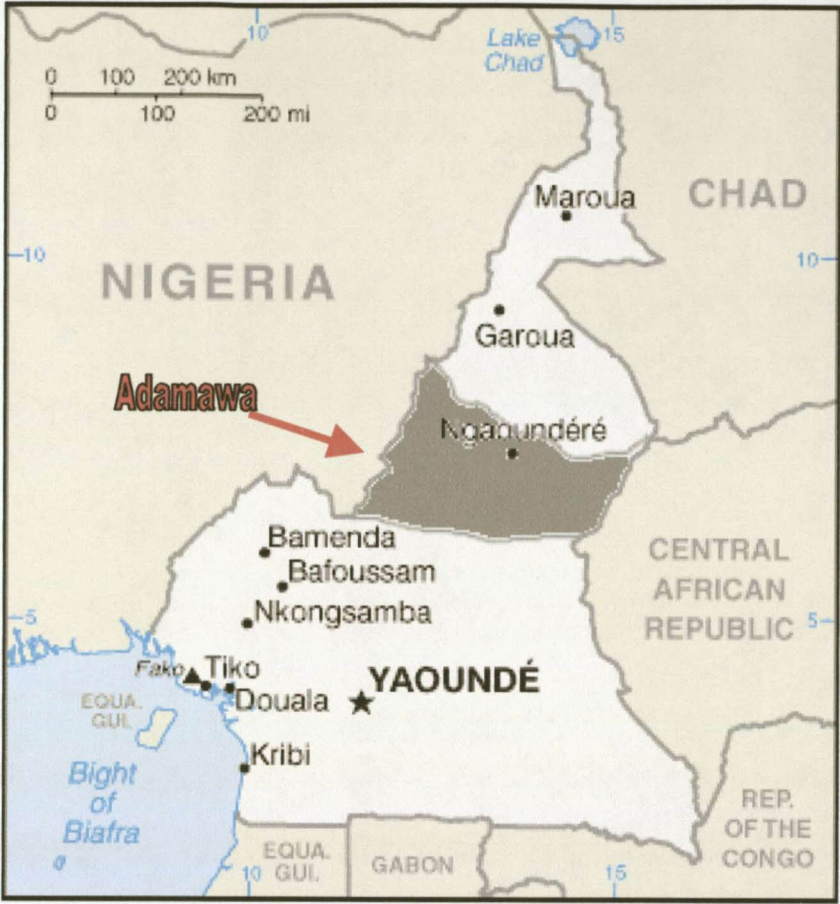 10
15
Lake
Chad
0 100 200 km
0 100 200 mi
Maroua
CHAD
10
10
NIGERIA
Garoua
Adamawa
Ngaoundéré
Bamenda
Bafoussam
CENTRAL
AFRICAN
REPUBLIC
Nkongsamba
5
5
Fako
Tiko
YAOUNDÉ
EQUA.
GUI.
Douala
Kribi
Bight
of
Biafra
REP.
OF THE
CONGO
EQUA.
GUI.
GABON
10
15